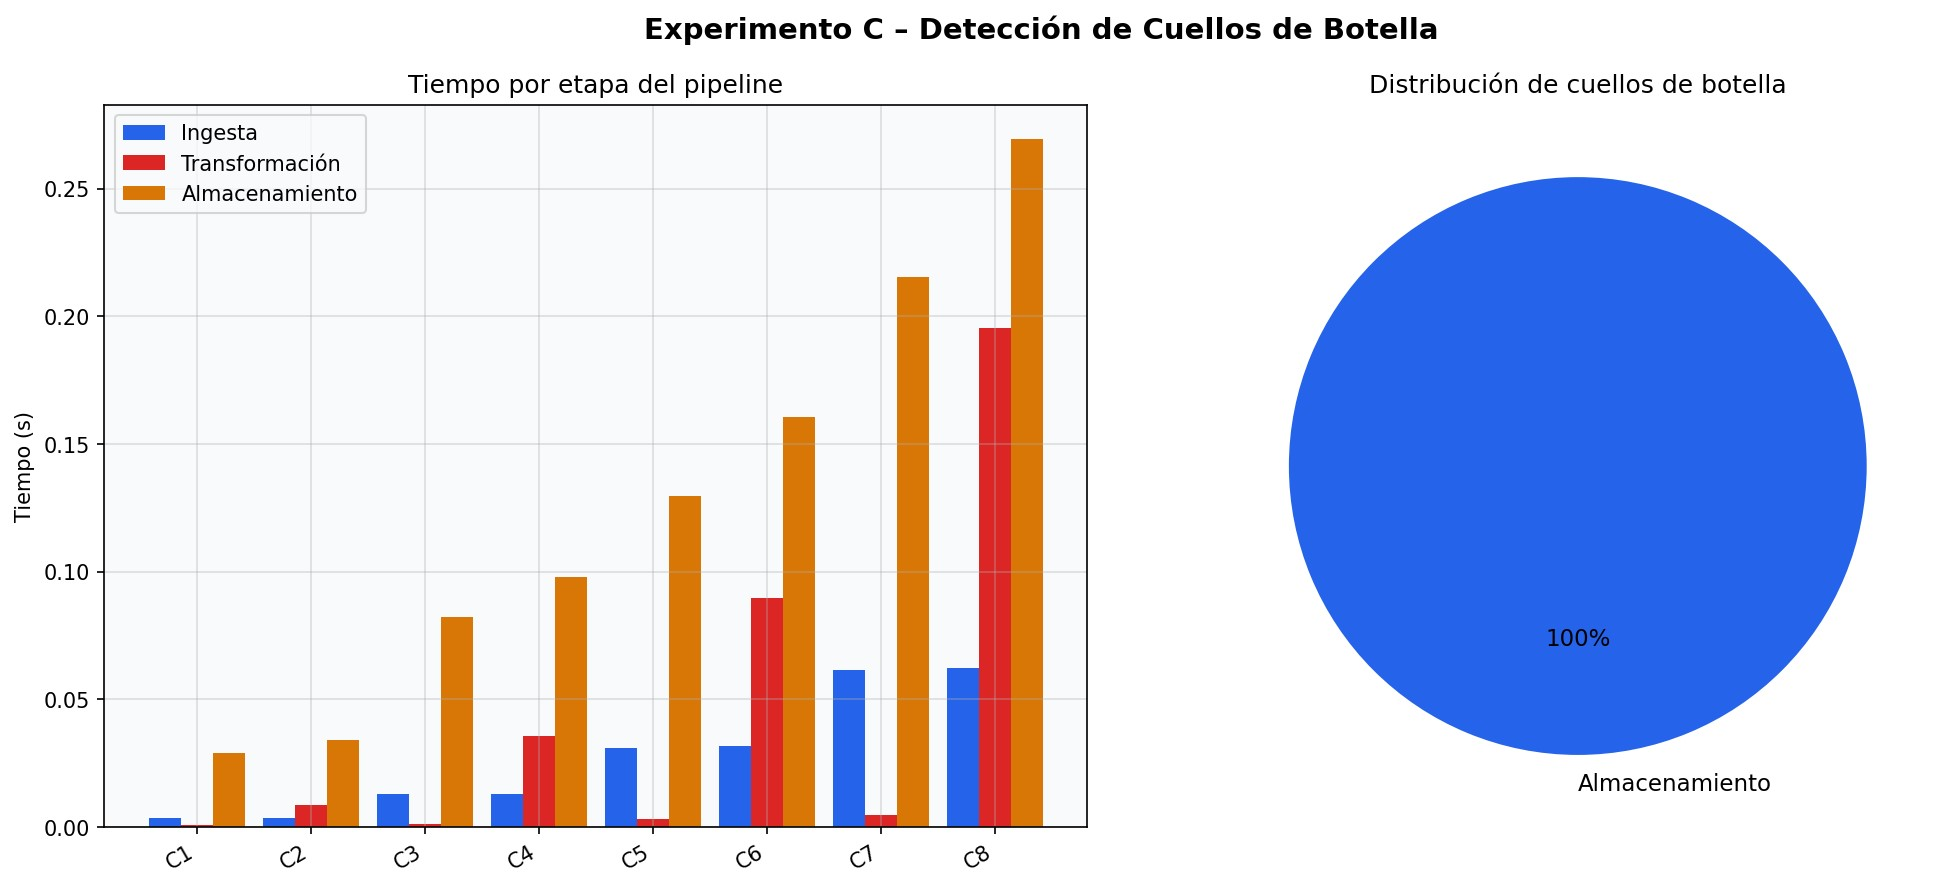 Experimento C – Detección de Cuellos de Botella
Tiempo por etapa del pipeline
Ingesta
Transformación
Almacenamiento
Tiempo (s)
0.25
0.20
0.15
0.10
0.05
0.00
C1 C2 C3 C4 C5 C6 C7 C8
Distribución de cuellos de botella
100%
Almacenamiento